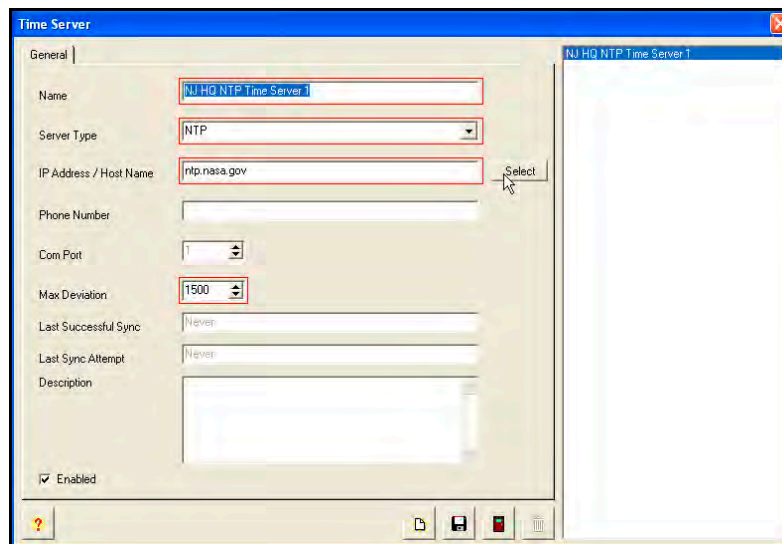 Time Server
General
Name
NJ HQ NTP Time Server 1
Server Type
NTP
IP Address / Host Name
ntp.nasa.gov
Select
Phone Number
Com Port
1
Max Deviation
1500
Last Successful Sync
Never
Last Sync Attempt
Never
Description
Enabled
?
NJ HQ NTP Time Server 1